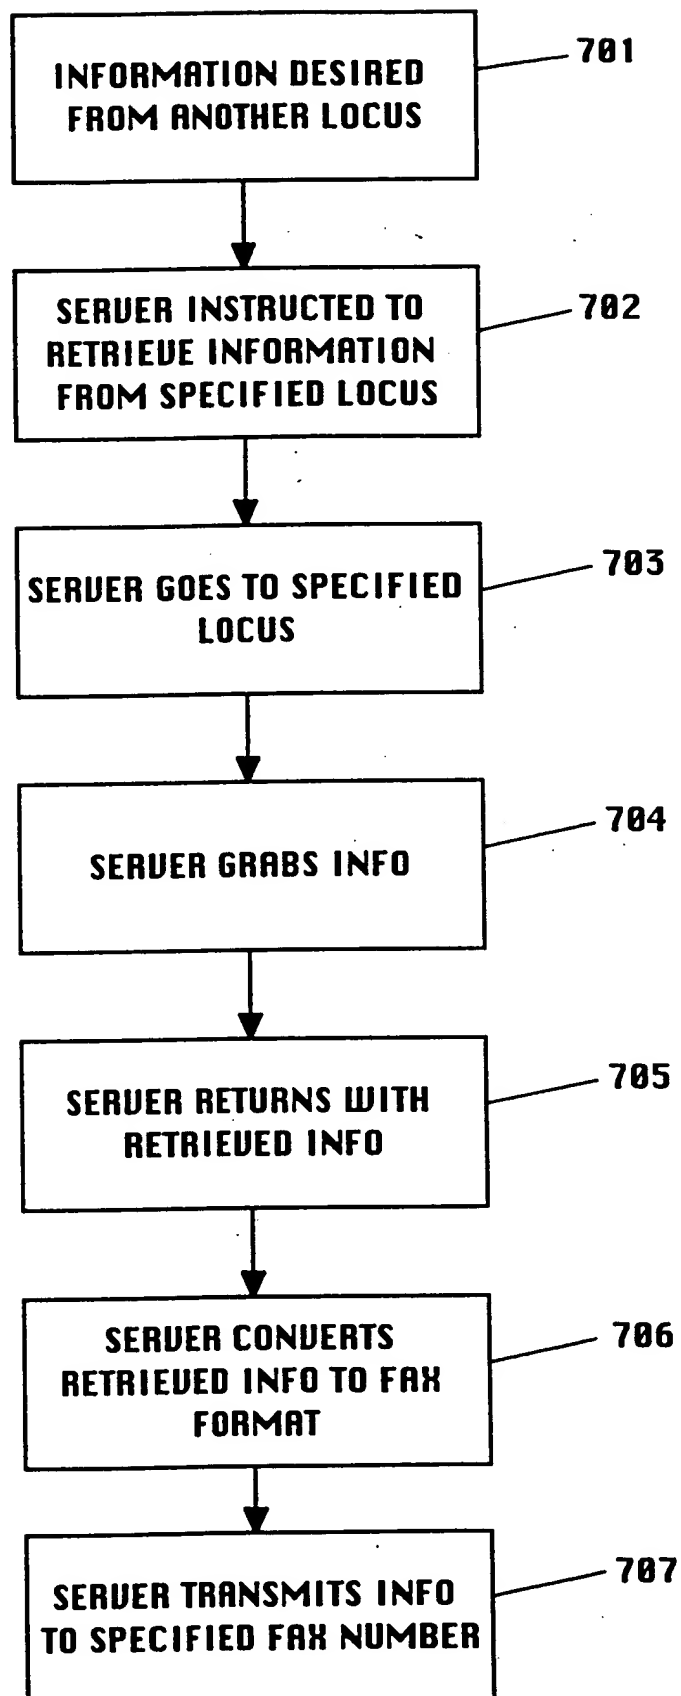 INFORMATION DESIRED
FROM ANOTHER LOCUS
701
SERVER INSTRUCTED TO
RETRIEVE INFORMATION
FROM SPECIFIED LOCUS
702
SERVER GOES TO SPECIFIED
LOCUS
703
SERVER GRABS INFO
704
SERVER RETURNS WITH
RETRIEVED INFO
705
SERVER CONVERTS
RETRIEVED INFO TO FAX
FORMAT
706
SERVER TRANSMITS INFO
TO SPECIFIED FAX NUMBER
707